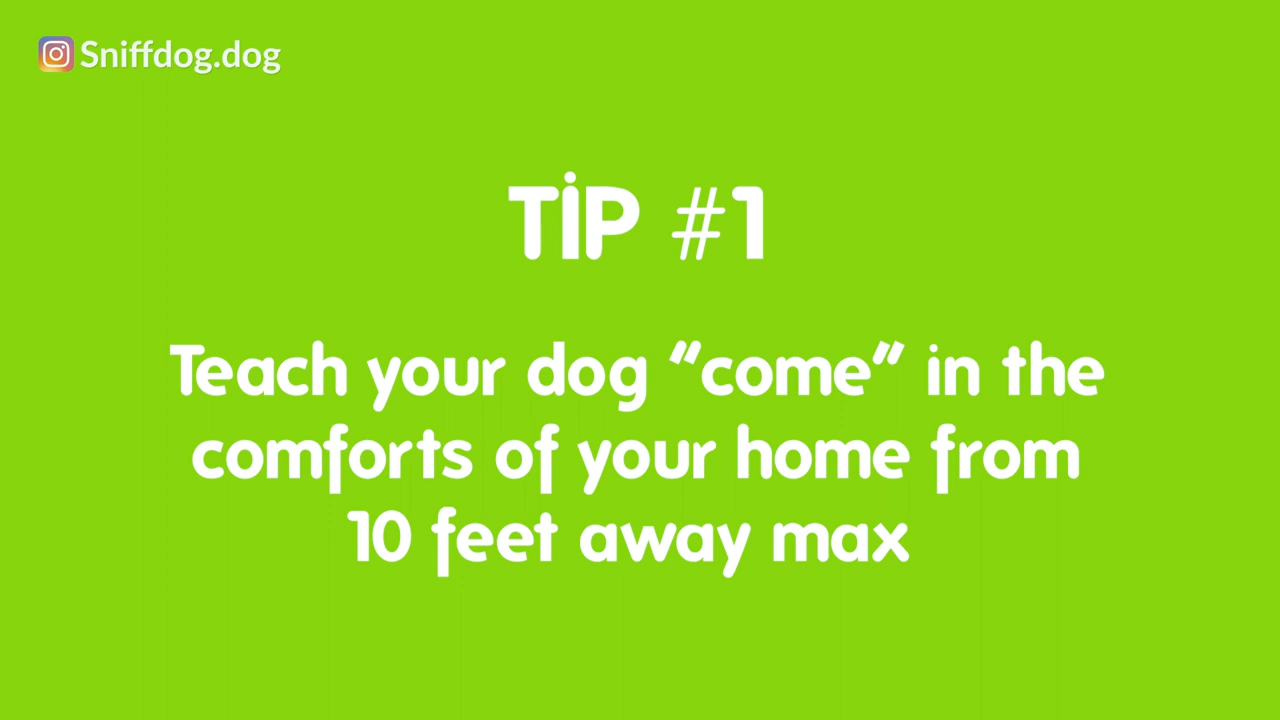 Sniffdog.dog
TiP #1
Teach your dog “come” in the
comforts of your home from
10 feet away max